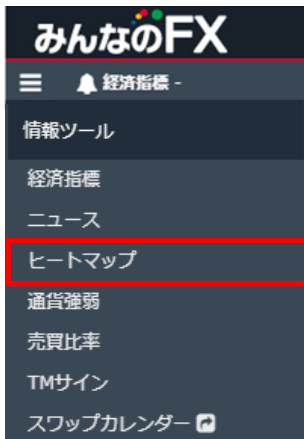 みんなのFX
経済指標 -
情報ツール
経済指標
ニュース
ヒートマップ
通貨強弱
売買比率
TMサイン
スワップカレンダー